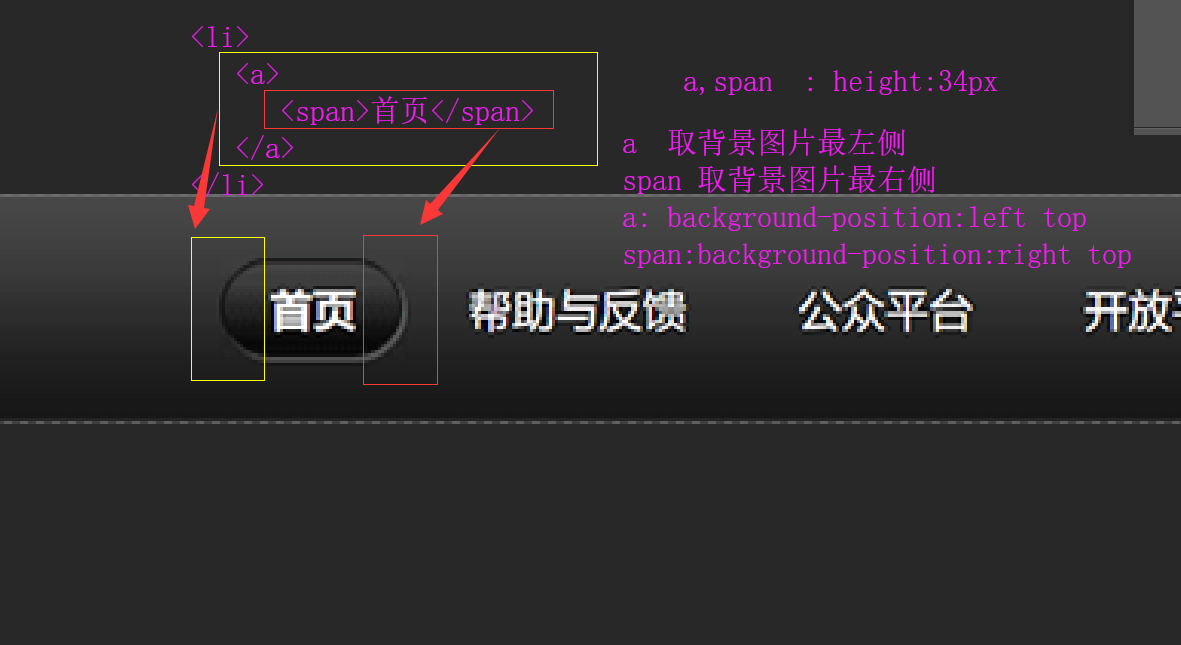 <li>
<a>
<span>首页</span>
</a>
</li>
a,span : height:34px
a 取背景图片最左侧
span 取背景图片最右侧
a: background-position:left top
span:background-position:right top
首页 帮助与反馈 公众平台 开放